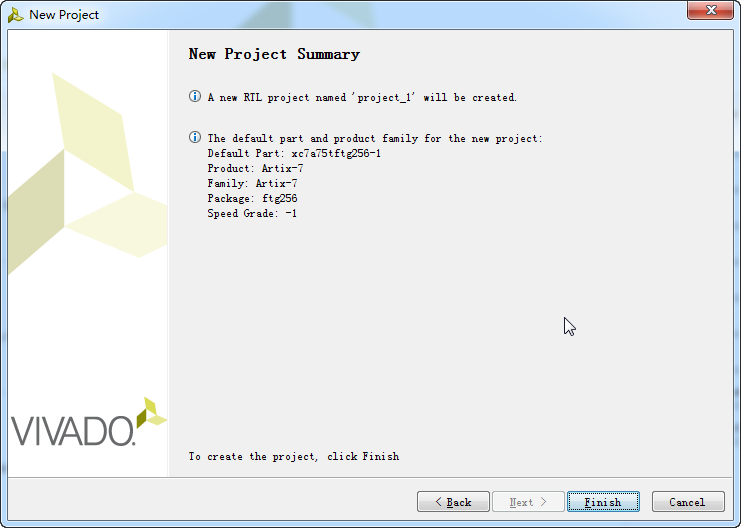 New Project
New Project Summary
A new RTL project named 'project_1' will be created.
The default part and product family for the new project:
Default Part: xc7a75tftg256-1
Product: Artix-7
Family: Artix-7
Package: ftg256
Speed Grade: -1
VIVADO.
To create the project, click Finish
< Back
Next >
Finish
Cancel